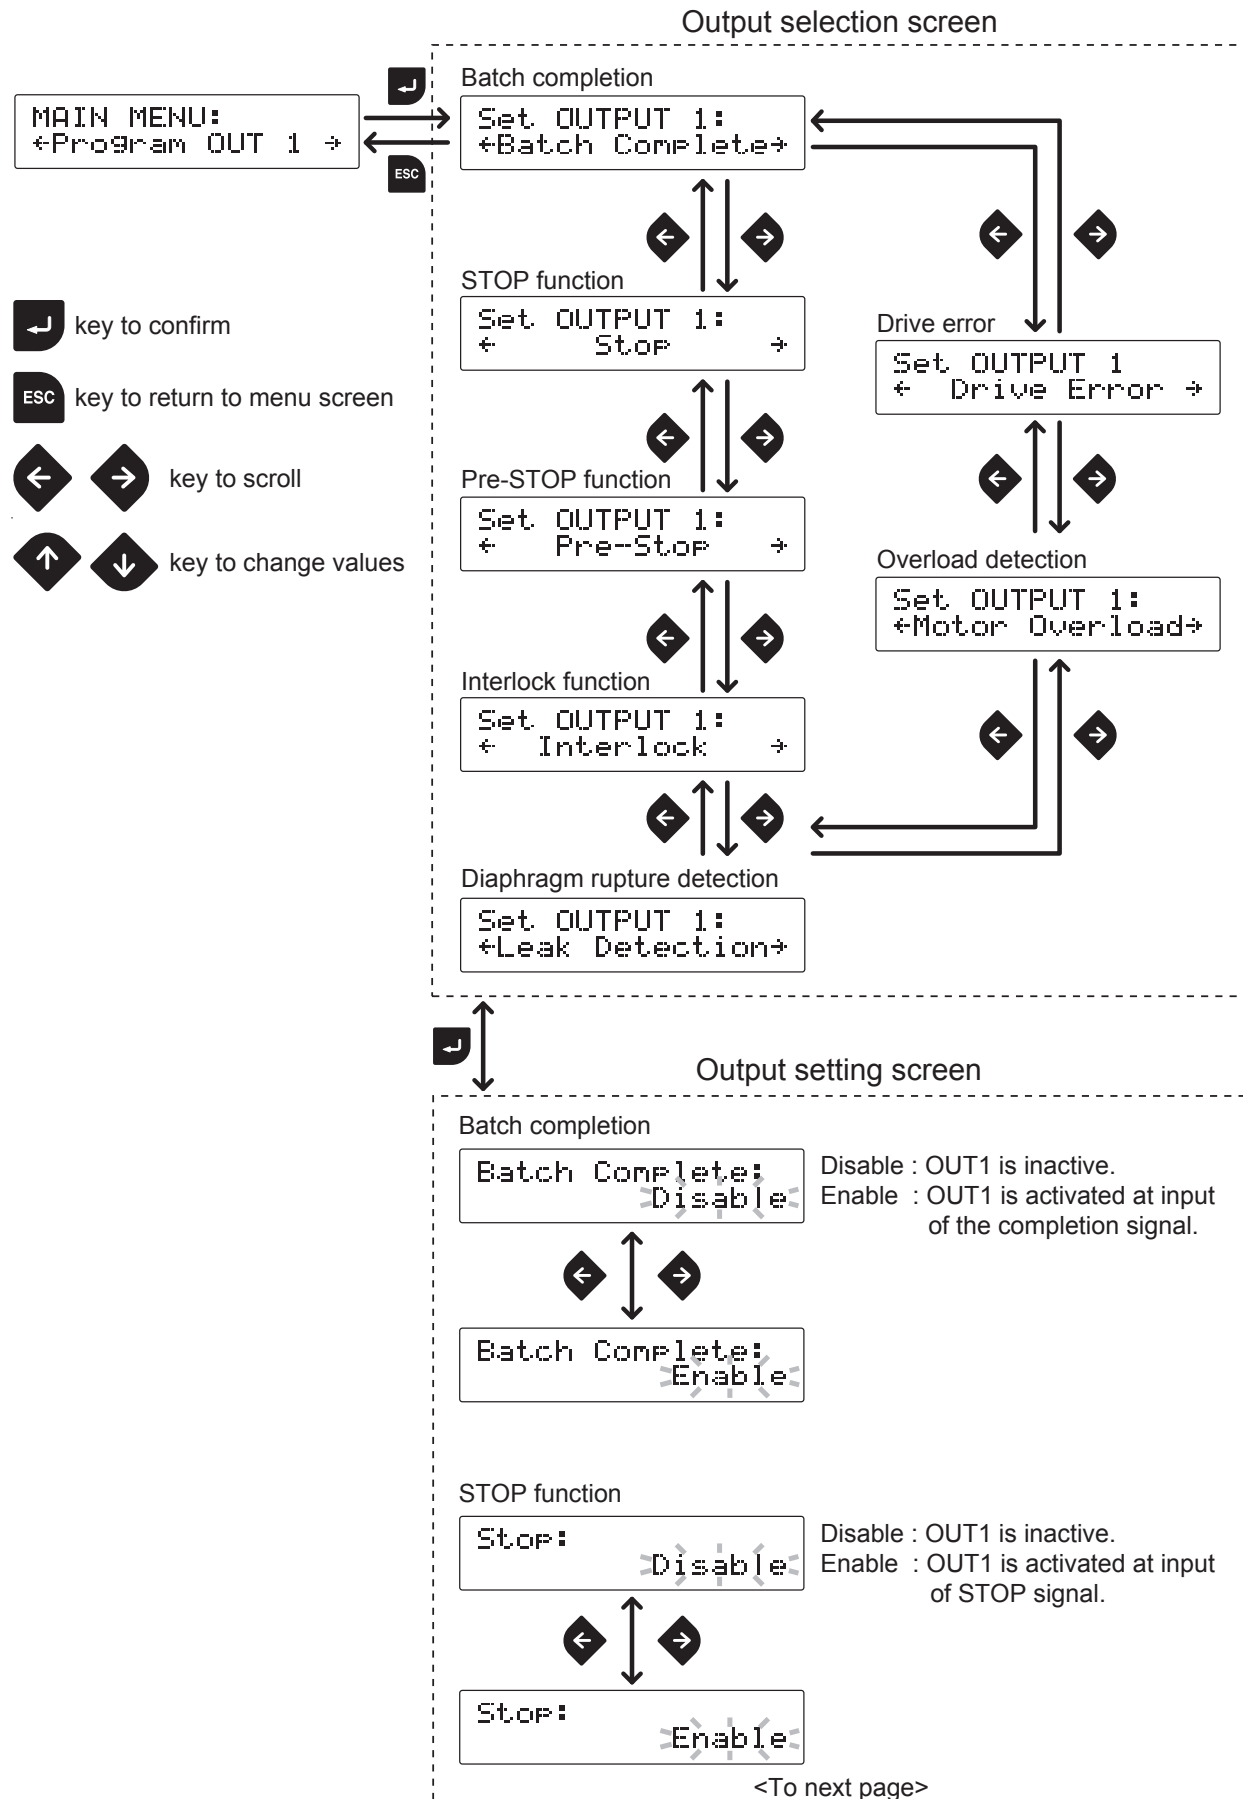 Output selection screen
Batch completion
MAIN MENU:
←Program OUT 1 →
Set OUTPUT 1:
←Batch Complete→
ESC
STOP function
Set OUTPUT 1:
← Stop →
key to confirm
ESC key to return to menu screen
key to scroll
key to change values
Drive error
Set OUTPUT 1
← Drive Error →
Pre-STOP function
Set OUTPUT 1:
← Pre-Stop →
Overload detection
Set OUTPUT 1:
←Motor Overload→
Interlock function
Set OUTPUT 1:
← Interlock →
Diaphragm rupture detection
Set OUTPUT 1:
←Leak Detection→
Output setting screen
Batch completion
Batch Complete:
Disable
Disable : OUT1 is inactive.
Enable : OUT1 is activated at input
of the completion signal.
Batch Complete:
Enable
STOP function
Stop:
Disable
Disable : OUT1 is inactive.
Enable : OUT1 is activated at input
of STOP signal.
Stop:
Enable
<To next page>